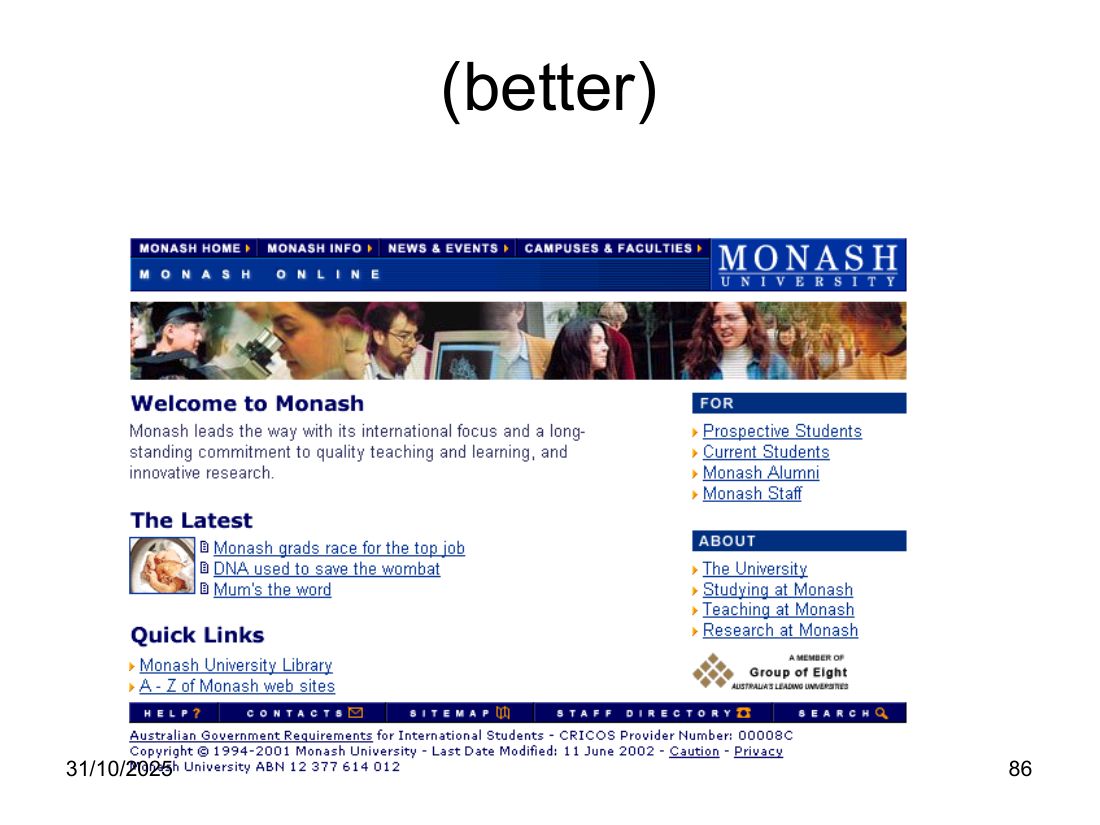 (better)
MONASH HOME MONASH INFO NEWS & EVENTS CAMPUSES & FACULTIES
MONASH ONLINE
MONASH
UNIVERSITY
Welcome to Monash
Monash leads the way with its international focus and a long-
standing commitment to quality teaching and learning, and
innovative research.
The Latest
Monash grads race for the top job
DNA used to save the wombat
Mum's the word
Quick Links
Monash University Library
A - Z of Monash web sites
FOR
Prospective Students
Current Students
Monash Alumni
Monash Staff
ABOUT
The University
Studying at Monash
Teaching at Monash
Research at Monash
A MEMBER OF
Group of Eight
AUSTRALIA'S LEADING UNIVERSITIES
HELP? CONTACTS SITEMAP STAFF DIRECTORY SEARCH
Australian Government Requirements for International Students - CRICOS Provider Number: 00008C
Copyright © 1994-2001 Monash University - Last Date Modified: 11 June 2002 - Caution - Privacy
Monash University ABN 12 377 614 012
31/10/2025
86